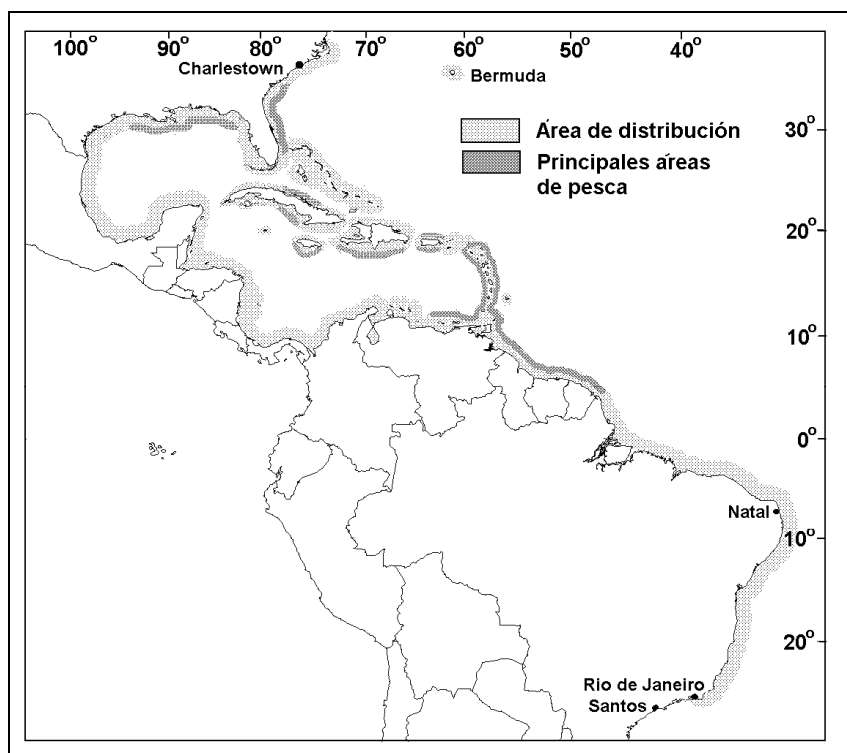 100° 90° 80° 70° 60° 50° 40°
Charlestown
Bermuda
Área de distribución
Principales aŕeas
de pesca
30°
20°
10°
0°
Natal
10°
20°
Rio de Janeiro
Santos